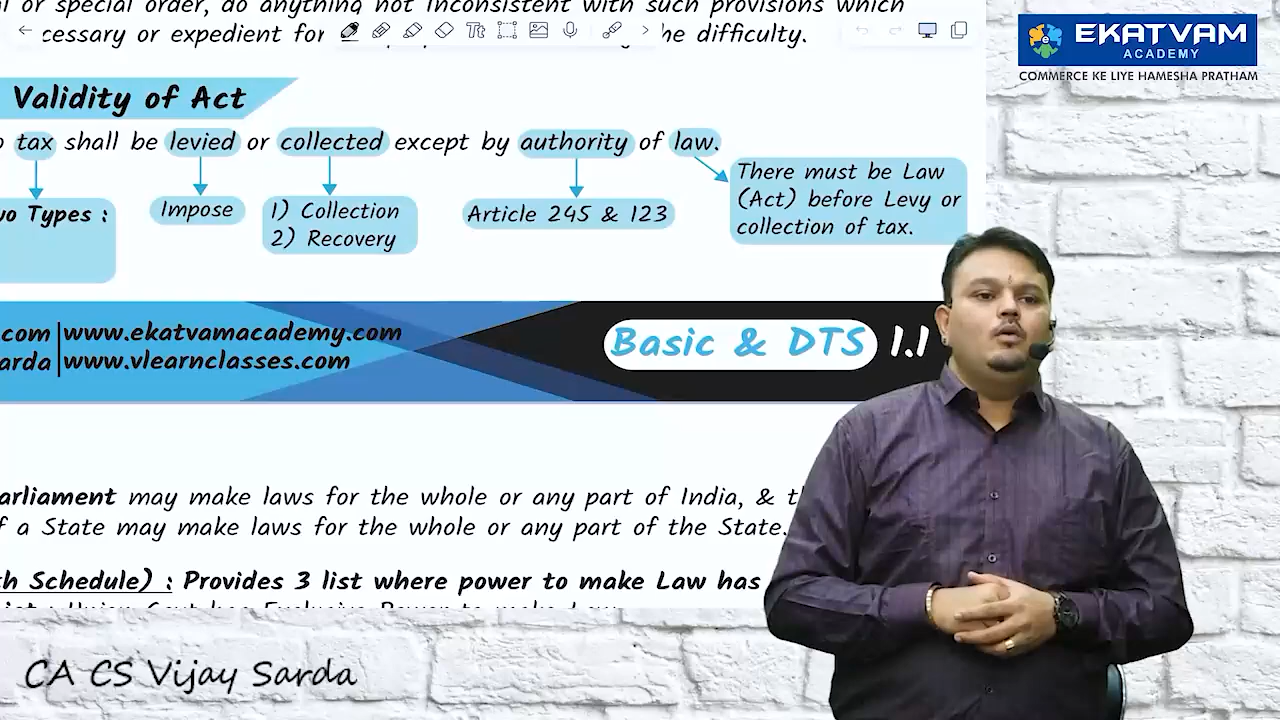 or special order, do anything not inconsistent with such provisions which
cessary or expedient for he difficulty.
Tt
EKATVAM
ACADEMY
COMMERCE KE LIYE HAMESHA PRATHAM
Validity of Act
tax shall be levied or collected except by authority of law.
wo Types :
Impose
1) Collection
2) Recovery
Article 245 & 123
There must be Law
(Act) before Levy or
collection of tax.
.com | www.ekatvamacademy.com
arda | www.vlearnclasses.com
Basic & DTS 1.1
arliament may make laws for the whole or any part of India, & t
f a State may make laws for the whole or any part of the State.
th Schedule) : Provides 3 list where power to make Law has
CA CS Vijay Sarda